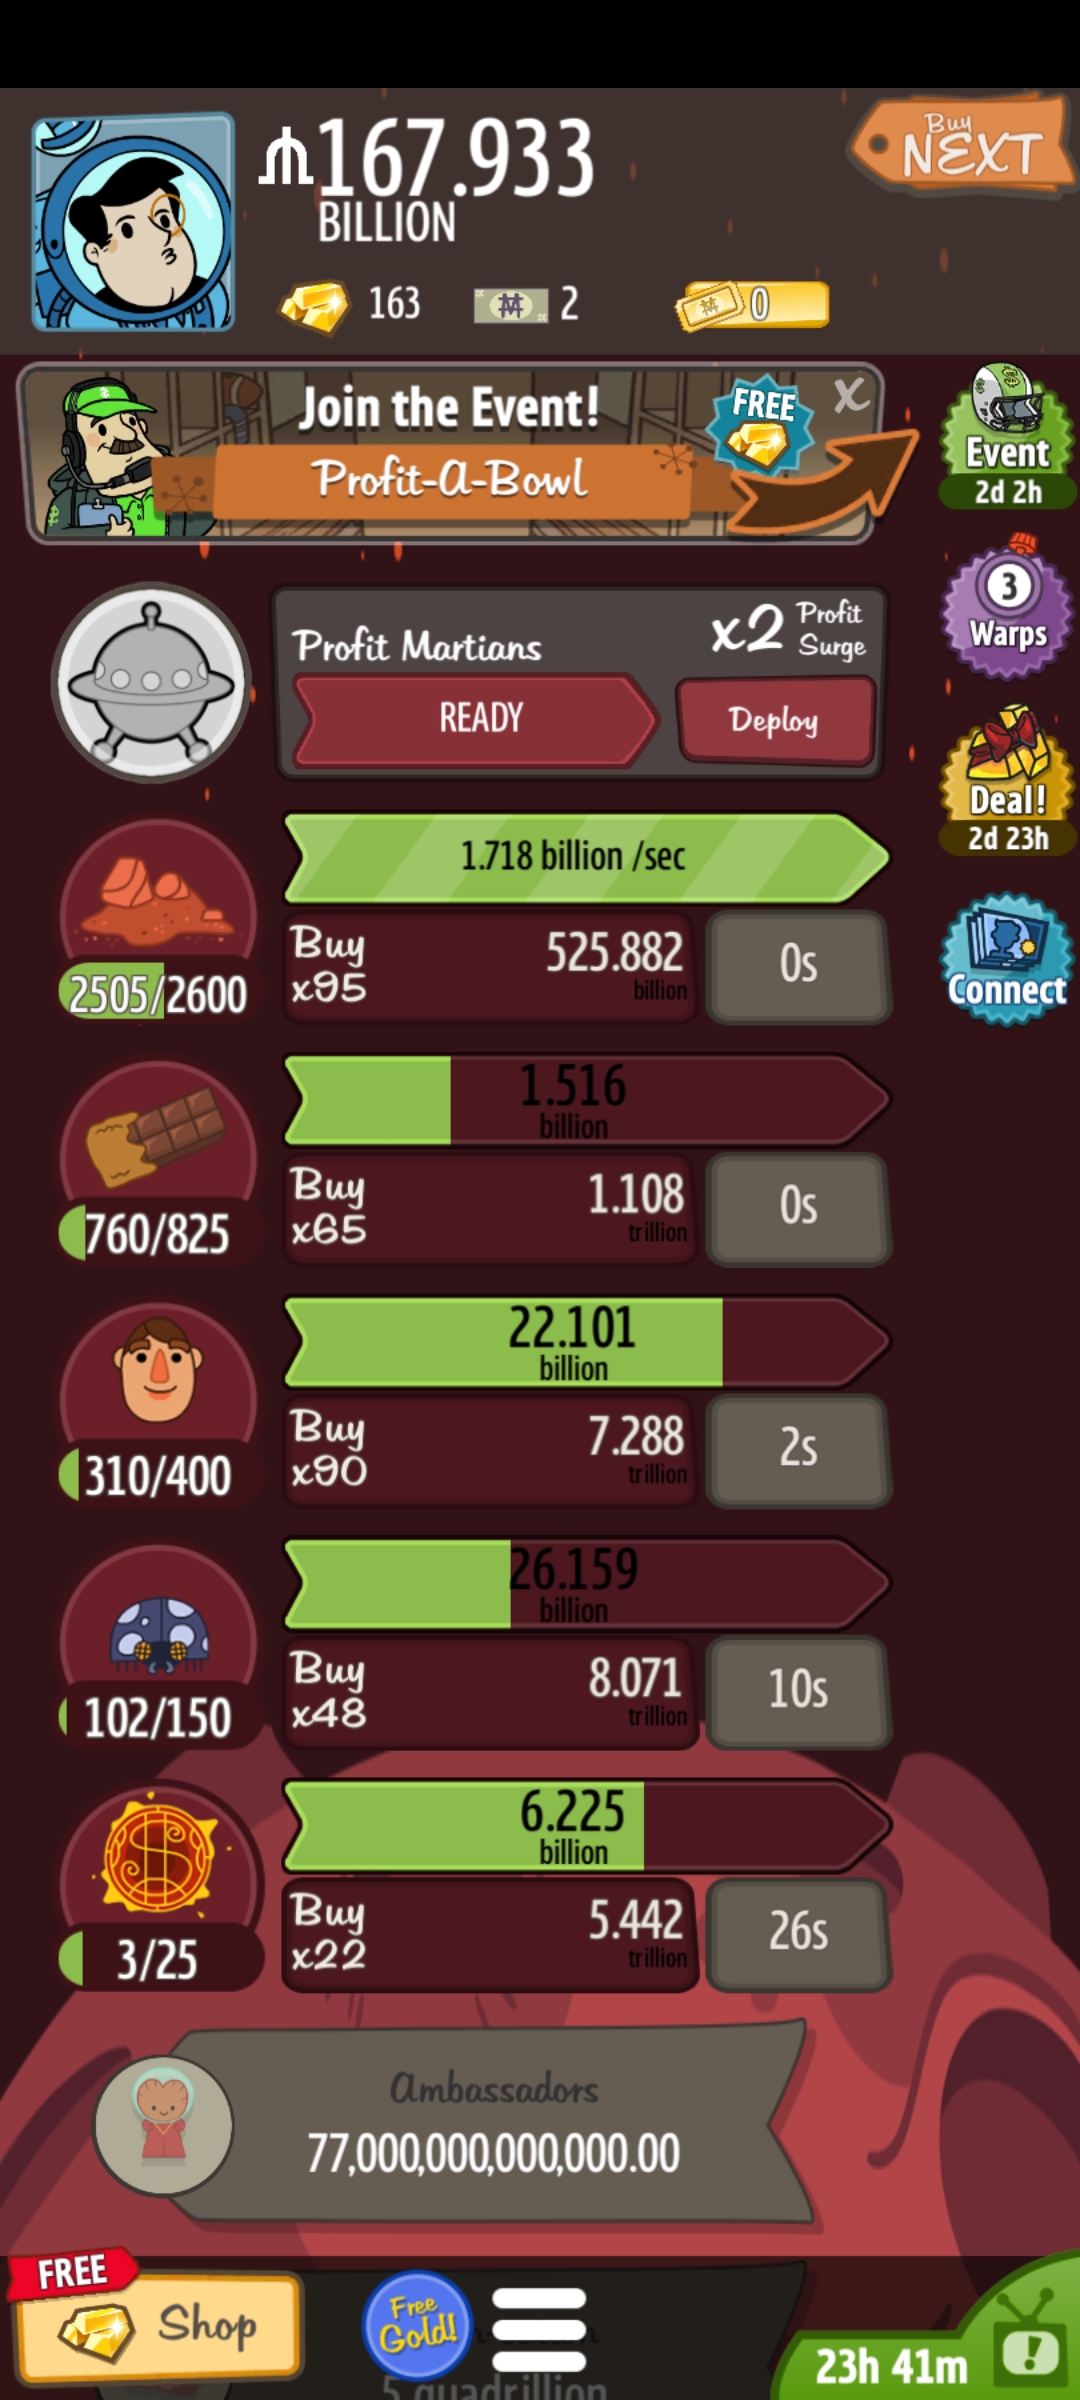 167.933
BILLION
Buy
NEXT
163
2
0
Join the Event!
Profit-A-Bowl
FREE
X
Event
2d 2h
3
Warps
Profit Martians
x2 Profit
Surge
READY
Deploy
Deal!
2d 23h
1.718 billion /sec
2505/2600
Buy
x95
525.882
billion
0s
Connect
1.516
billion
760/825
Buy
x65
1.108
trillion
0s
22.101
billion
310/400
Buy
x90
7.288
trillion
2s
26.159
billion
102/150
Buy
x48
8.071
trillion
10s
6.225
billion
3/25
Buy
x22
5.442
trillion
26s
Ambassadors
77,000,000,000,000.00
FREE
Shop
Free
Gold!
23h 41m
5 quadrillion